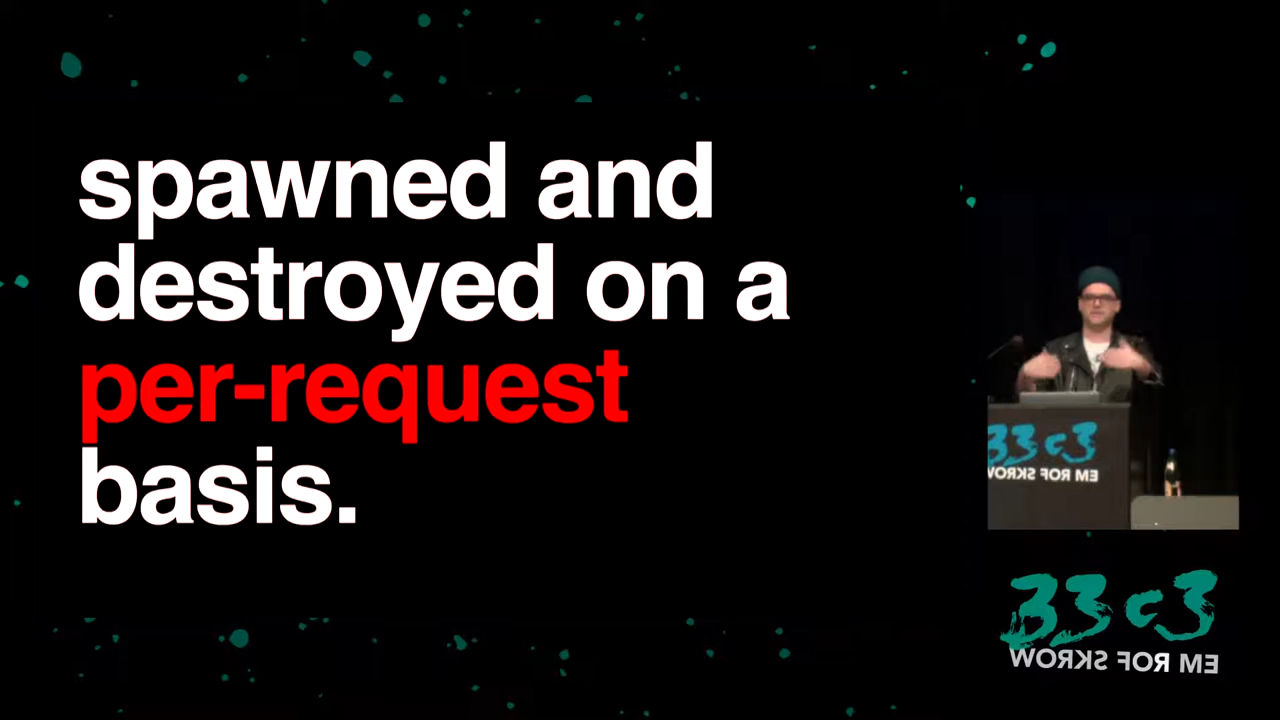 spawned and
destroyed on a
per-request
basis.
33c3
WORKS FOR ME
33c3
WORKS FOR ME